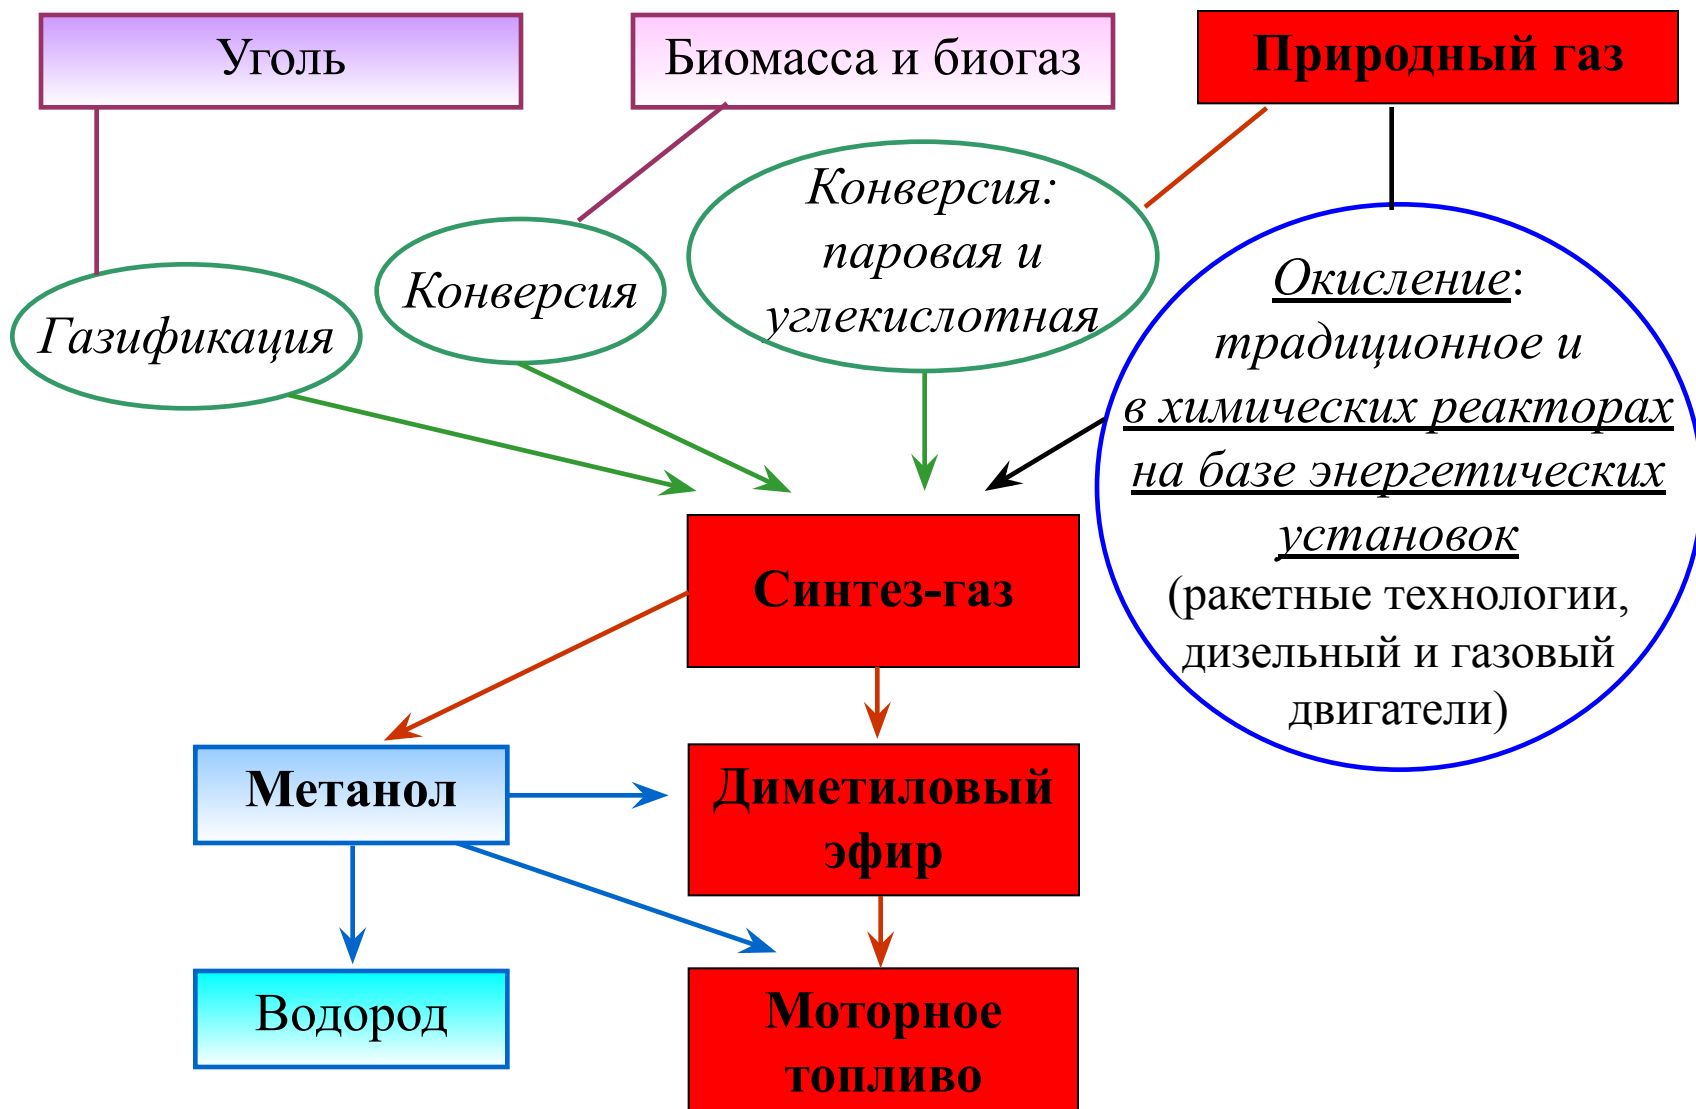 Уголь
Биомасса и биогаз
Природный газ
Газификация
Конверсия
Конверсия:
паровая и
углекислотная
Окисление:
традиционное и
в химических реакторах
на базе энергетических
установок
(ракетные технологии,
дизельный и газовый
двигатели)
Синтез-газ
Метанол
Диметиловый
эфир
Водород
Моторное
топливо